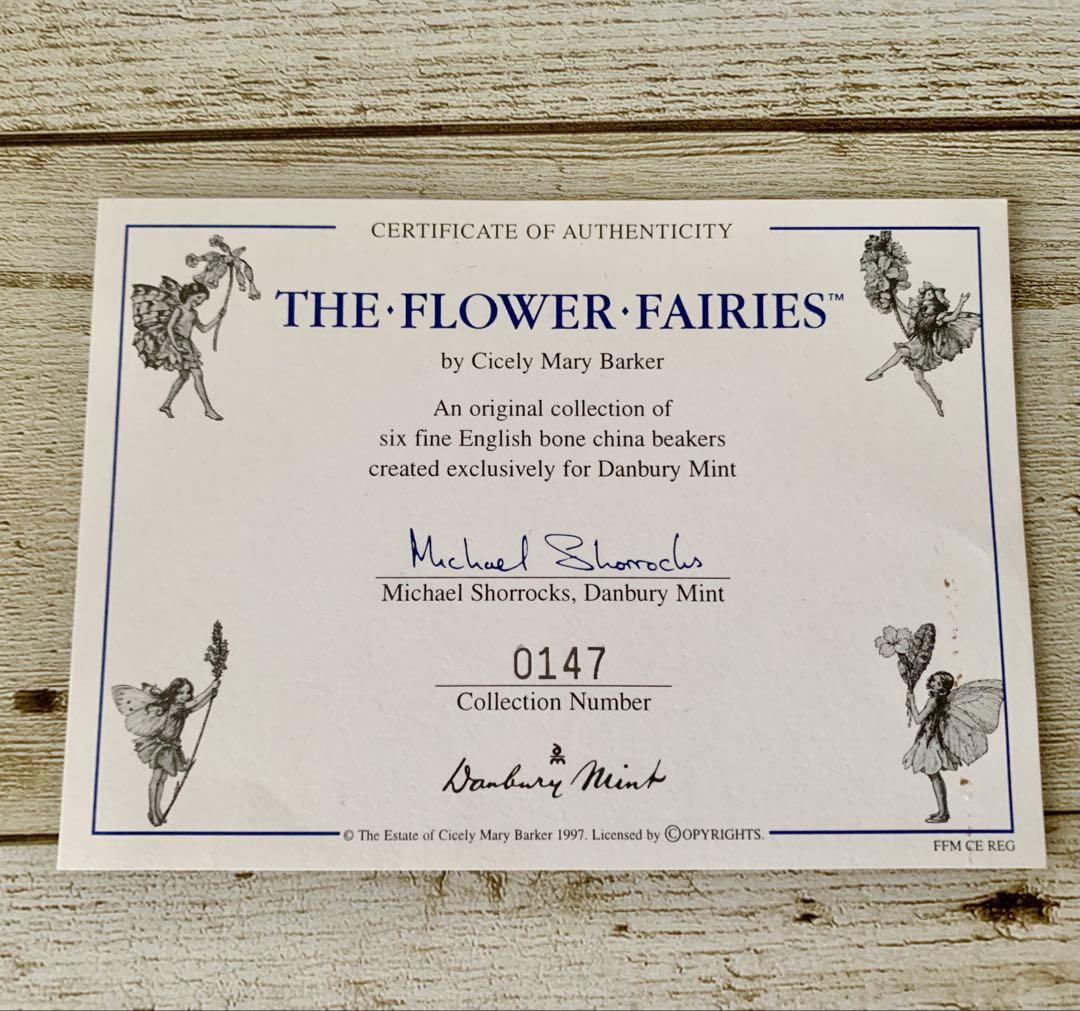 CERTIFICATE OF AUTHENTICITY
THE·FLOWER·FAIRIES™
by Cicely Mary Barker
An original collection of
six fine English bone china beakers
created exclusively for Danbury Mint
Michael Shorrocks
Michael Shorrocks, Danbury Mint
0147
Collection Number
Danbury Mint
© The Estate of Cicely Mary Barker 1997. Licensed by ©OPYRIGHTS.
FFM CE REG